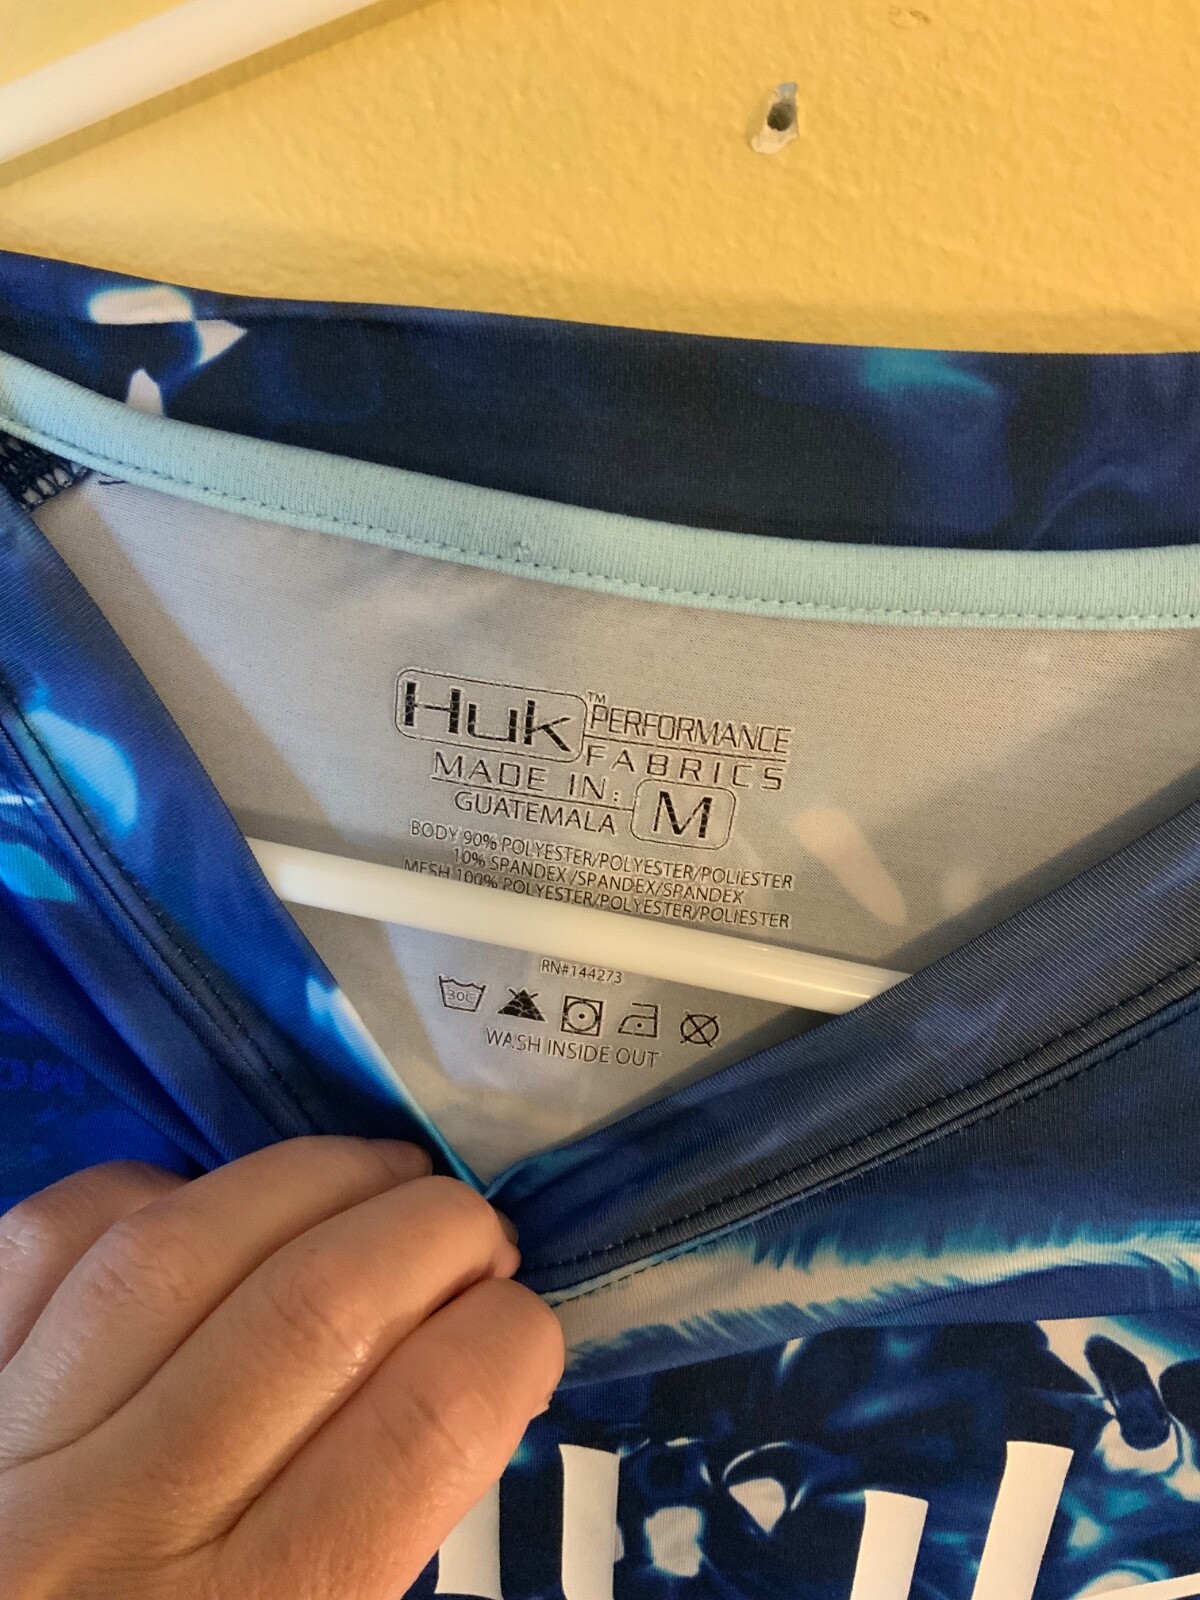 Huk™ PERFORMANCE
FABRICS
MADE IN:
GUATEMALA
M
BODY 90% POLYESTER/POLYESTER/POLIESTER
10% SPANDEX /SPANDEX/SPANDEX
MESH 100% POLYESTER/POLYESTER/POLIESTER
RN#144273
30C
WASH INSIDE OUT